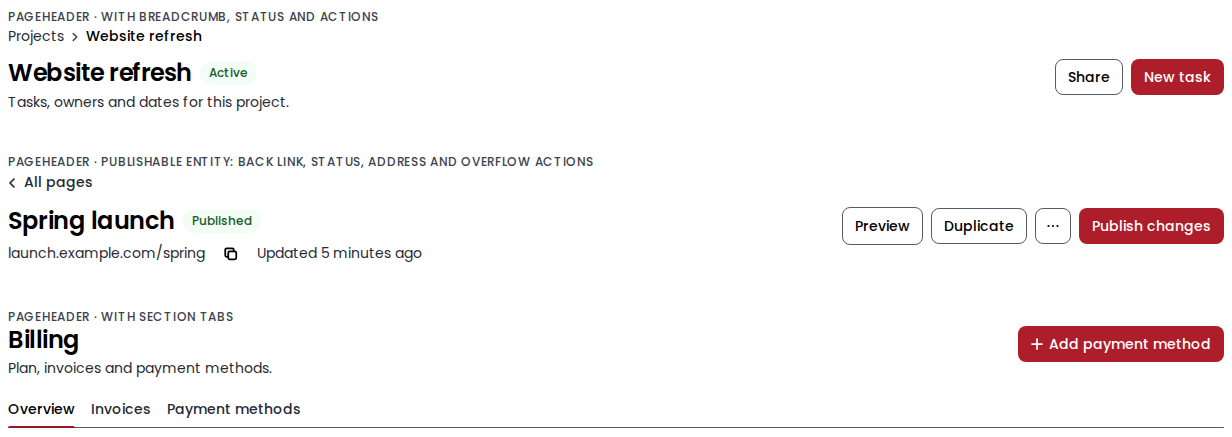 PAGEHEADER · WITH BREADCRUMB, STATUS AND ACTIONS
Projects > Website refresh
Website refresh Active
Share New task
Tasks, owners and dates for this project.
PAGEHEADER · PUBLISHABLE ENTITY: BACK LINK, STATUS, ADDRESS AND OVERFLOW ACTIONS
< All pages
Spring launch Published
Preview Duplicate ··· Publish changes
launch.example.com/spring Updated 5 minutes ago
PAGEHEADER · WITH SECTION TABS
Billing
+ Add payment method
Plan, invoices and payment methods.
Overview Invoices Payment methods